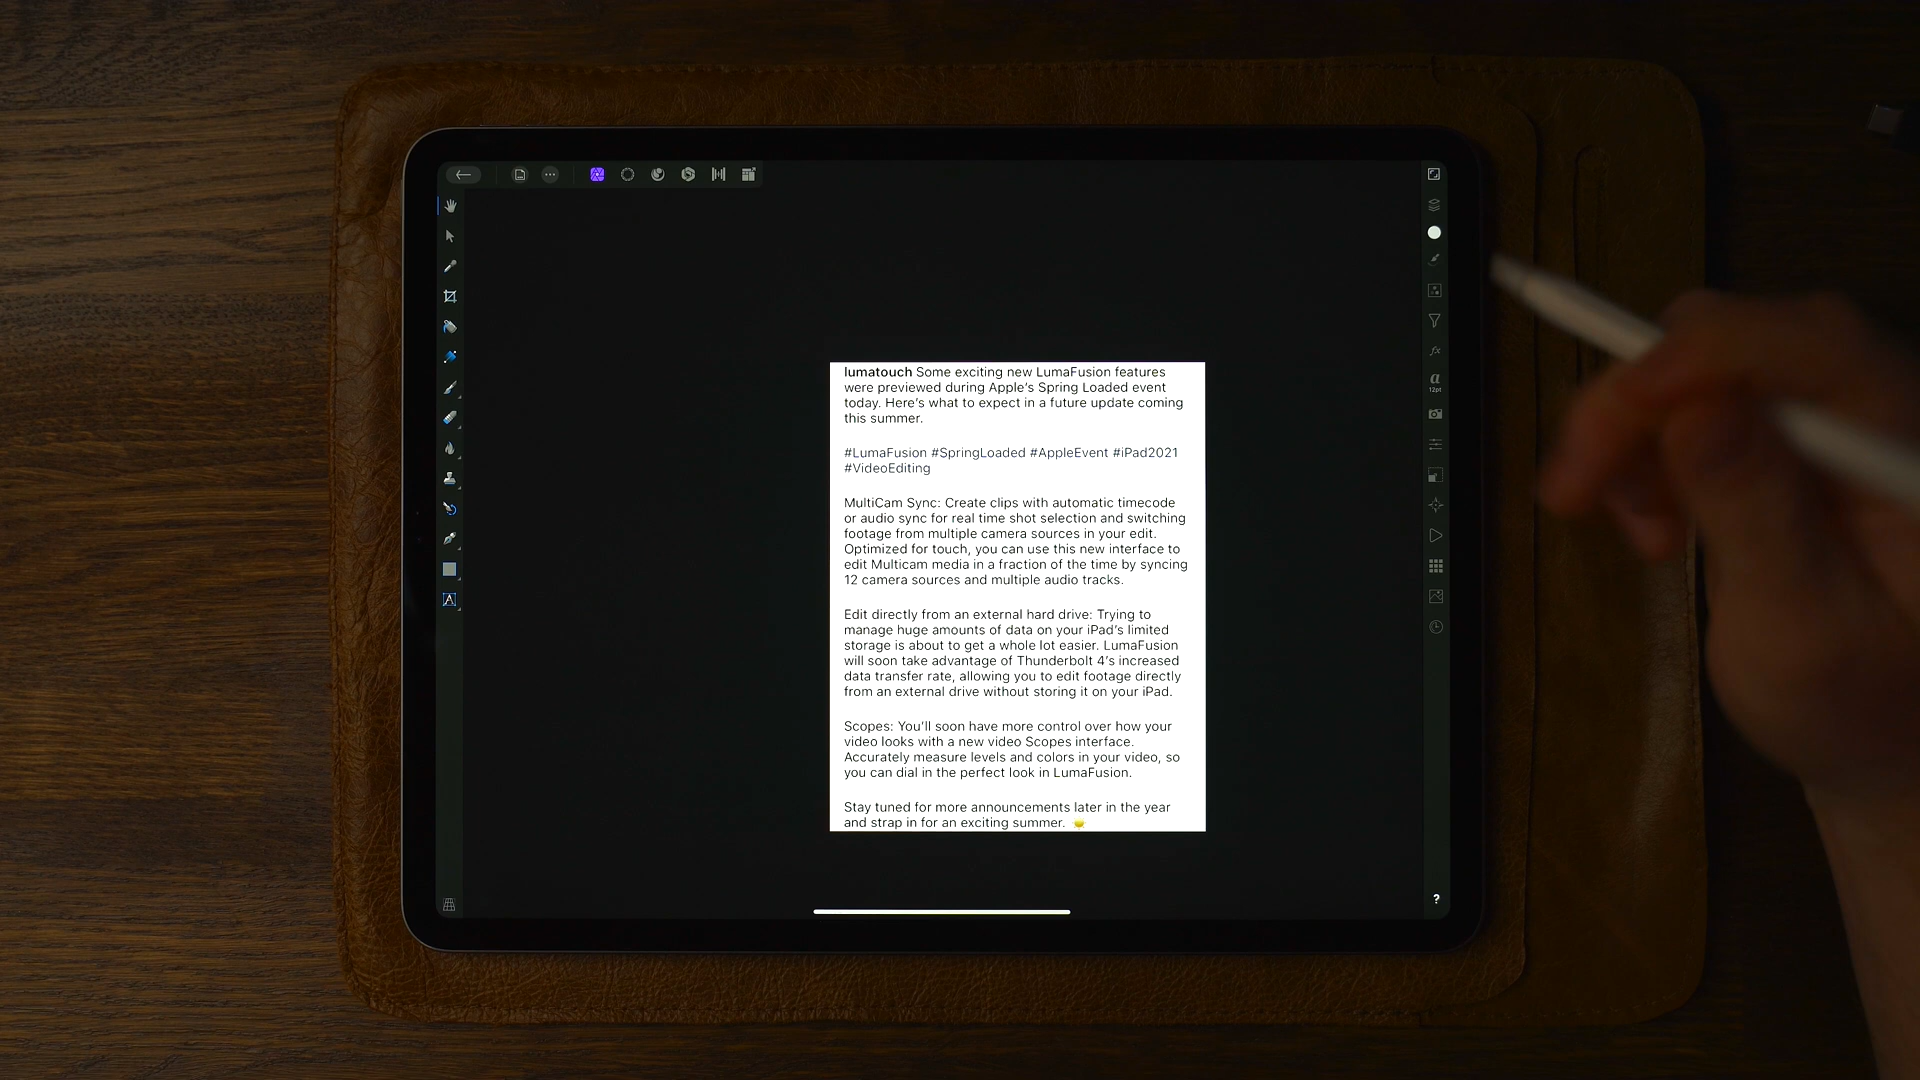 lumatouch Some exciting new LumaFusion features
were previewed during Apple's Spring Loaded event
today. Here's what to expect in a future update coming
this summer.
#LumaFusion #SpringLoaded #AppleEvent #iPad2021
#VideoEditing
MultiCam Sync: Create clips with automatic timecode
or audio sync for real time shot selection and switching
footage from multiple camera sources in your edit.
Optimized for touch, you can use this new interface to
edit Multicam media in a fraction of the time by syncing
12 camera sources and multiple audio tracks.
Edit directly from an external hard drive: Trying to
manage huge amounts of data on your iPad's limited
storage is about to get a whole lot easier. LumaFusion
will soon take advantage of Thunderbolt 4's increased
data transfer rate, allowing you to edit footage directly
from an external drive without storing it on your iPad.
Scopes: You'll soon have more control over how your
video looks with a new video Scopes interface.
Accurately measure levels and colors in your video, so
you can dial in the perfect look in LumaFusion.
Stay tuned for more announcements later in the year
and strap in for an exciting summer.
fx
a
12pt
A
?